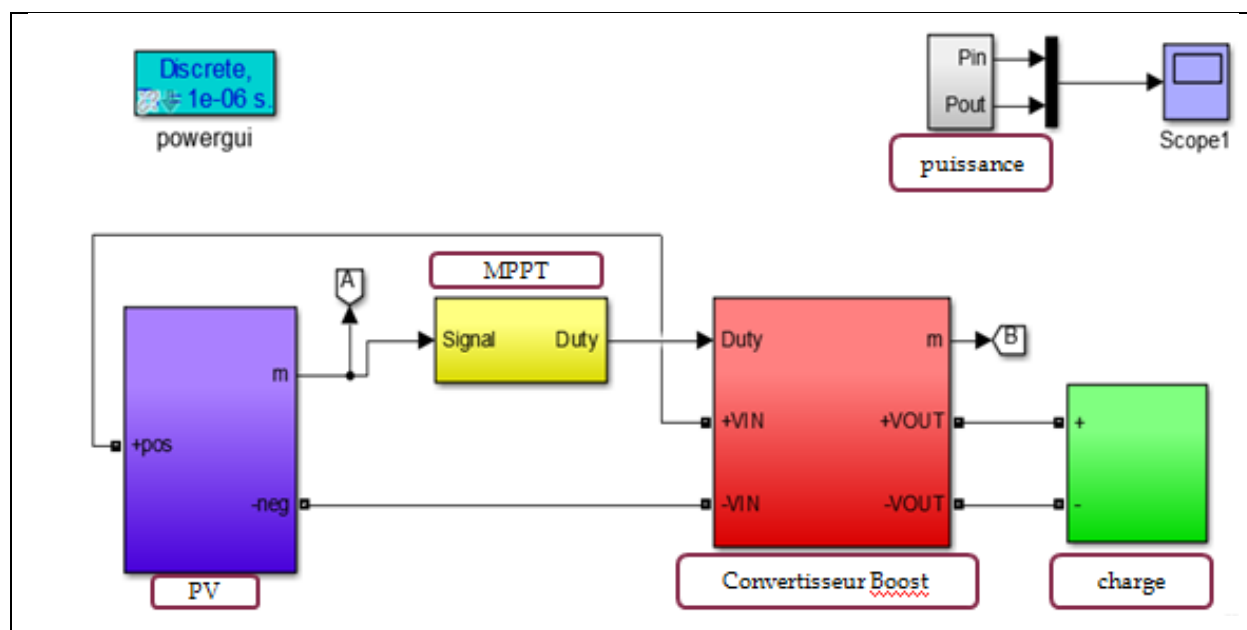 Discrete,
= 1e-06 s.
powergui
Pin
Pout
puissance
Scope1
A
MPPT
Signal Duty
Duty m
B
m
+pos
+VIN +VOUT
+
-neg
-VIN -VOUT
-
PV
Convertisseur Boost
charge